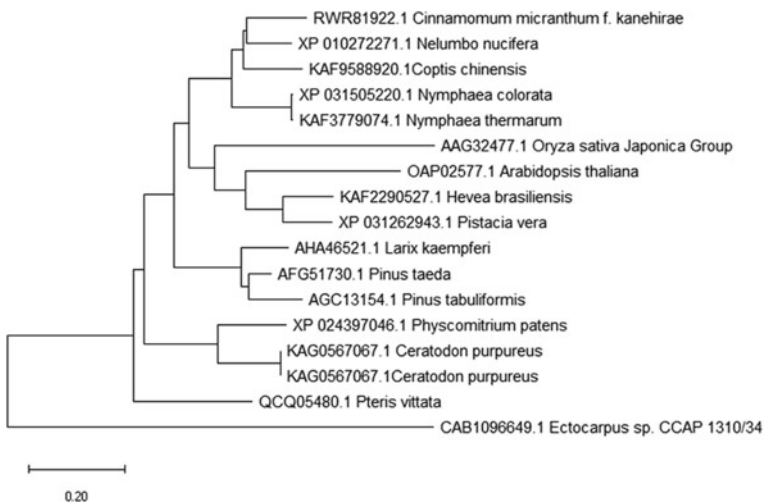 RWR81922.1 Cinnamomum micranthum f. kanehirae
XP 010272271.1 Nelumbo nucifera
KAF9588920.1Coptis chinensis
XP 031505220.1 Nymphaea colorata
KAF3779074.1 Nymphaea thermarum
AAG32477.1 Oryza sativa Japonica Group
OAP02577.1 Arabidopsis thaliana
KAF2290527.1 Hevea brasiliensis
XP 031262943.1 Pistacia vera
AHA46521.1 Larix kaempferi
AFG51730.1 Pinus taeda
AGC13154.1 Pinus tabuliformis
XP 024397046.1 Physcomitrium patens
KAG0567067.1 Ceratodon purpureus
KAG0567067.1Ceratodon purpureus
QCQ05480.1 Pteris vittata
CAB1096649.1 Ectocarpus sp. CCAP 1310/34
0.20